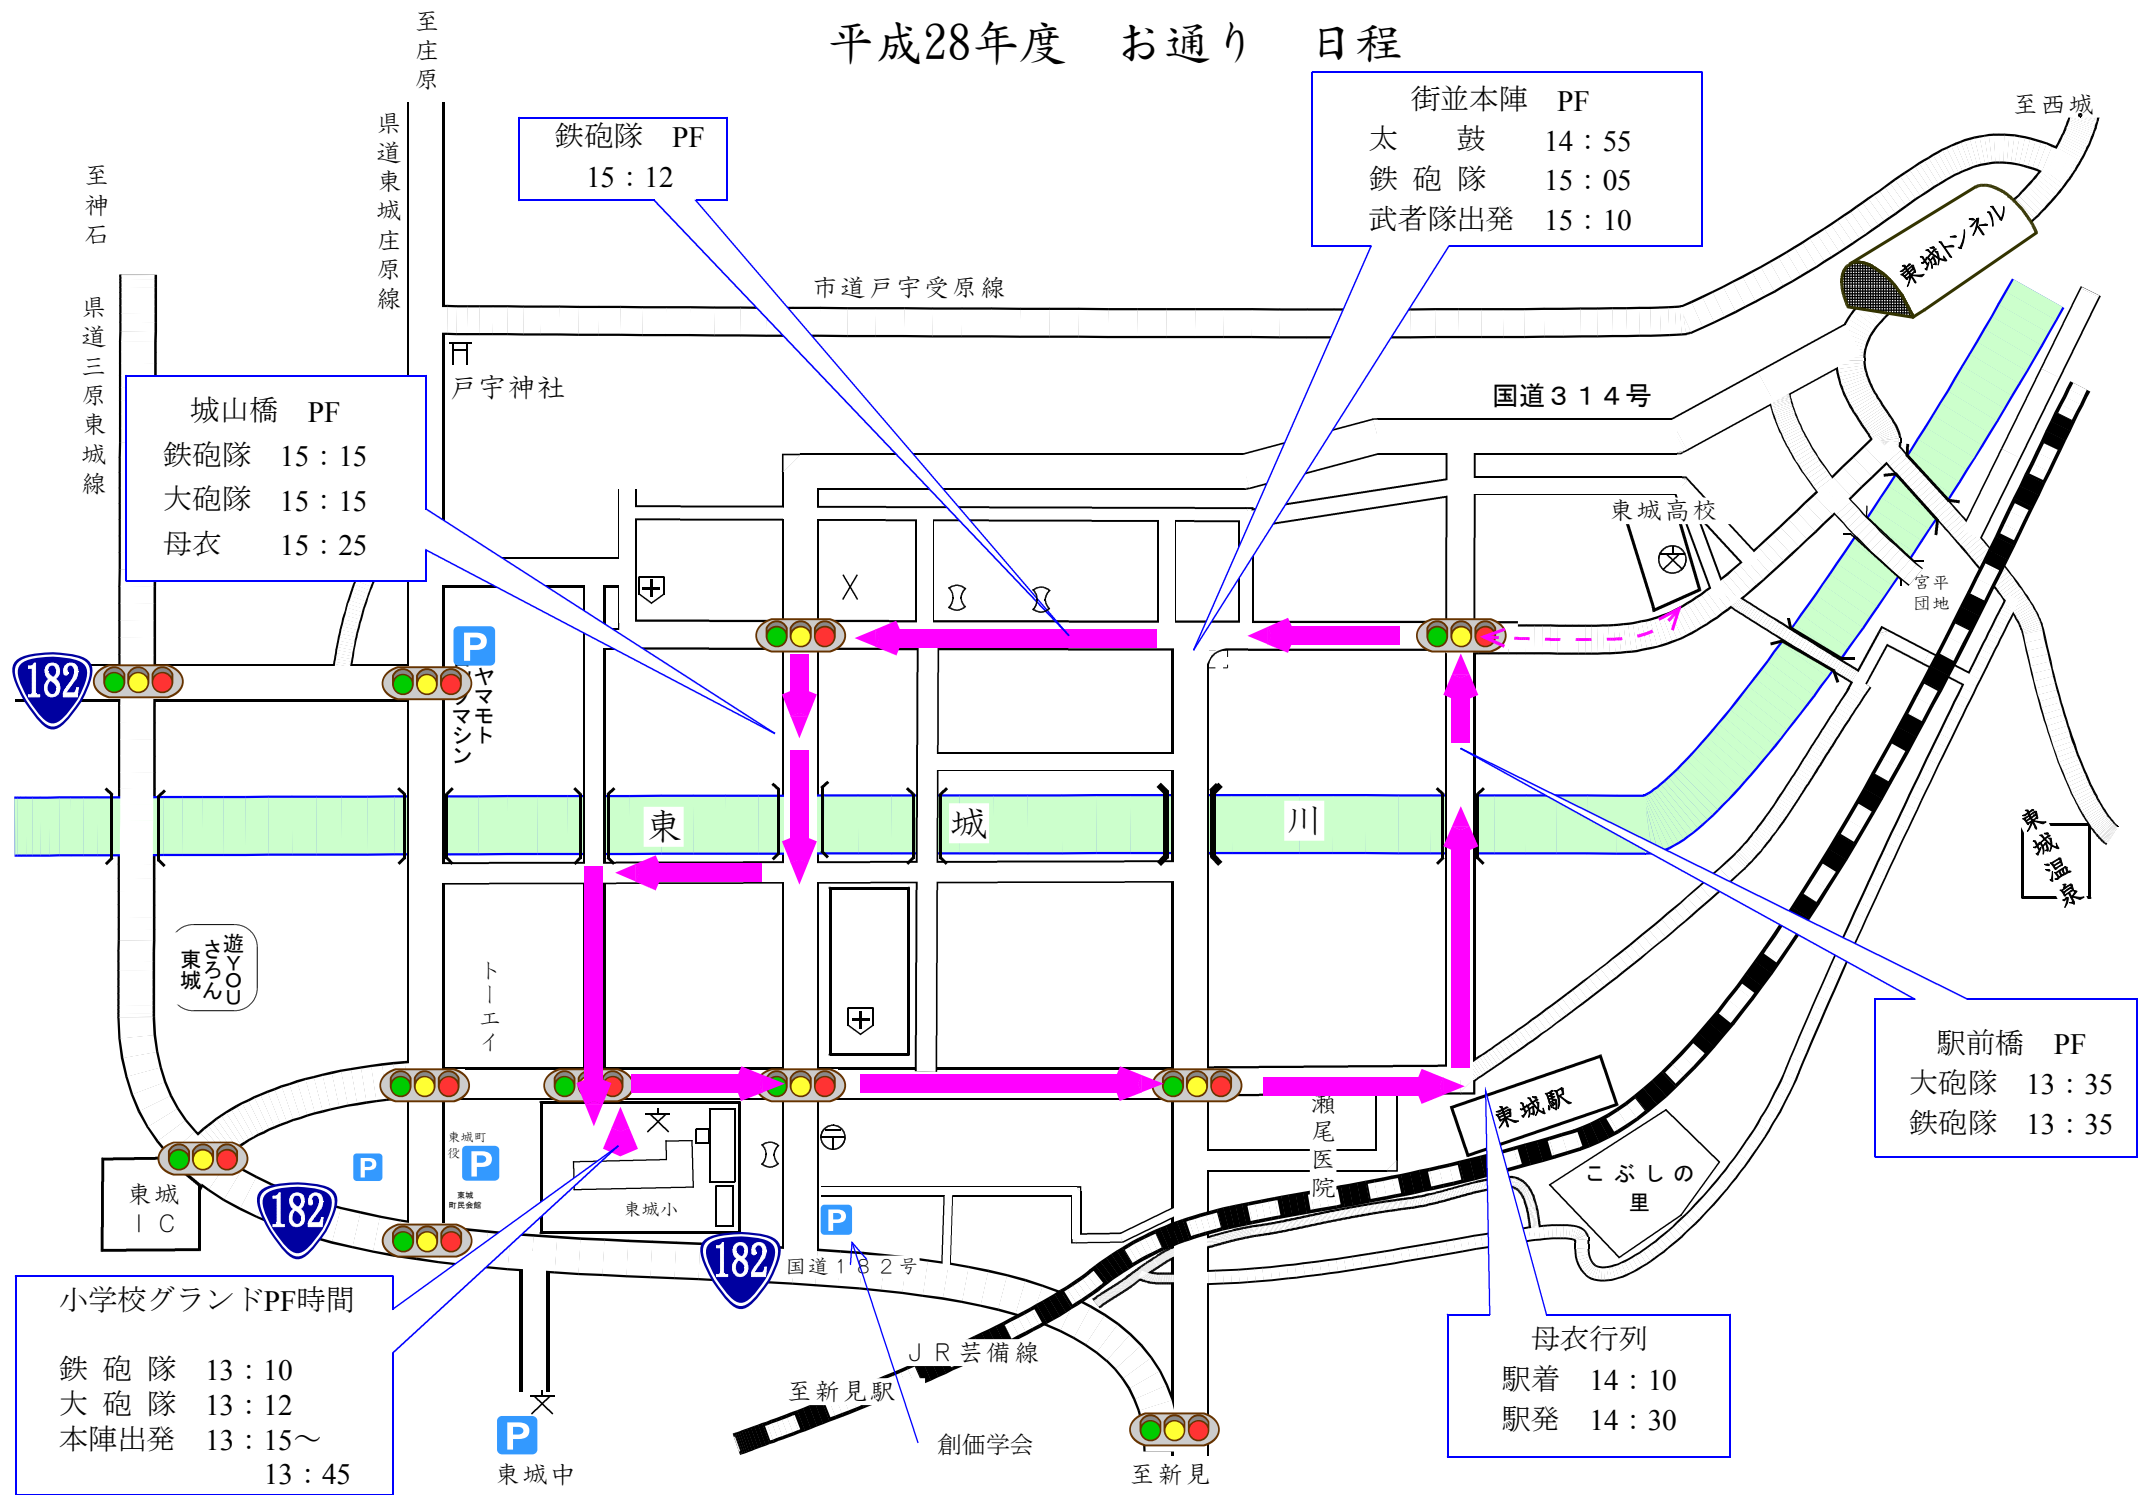 平成28年度　お通り　日程
至庄原
県道東城庄原線
至神石
県道三原東城線
鉄砲隊　PF
15：12
街並本陣　PF
太　　鼓　　14：55
鉄 砲 隊　　15：05
武者隊出発　15：10
至西城
東城トンネル
市道戸宇受原線
戸宇神社
国道３１４号
城山橋　PF
鉄砲隊　15：15
大砲隊　15：15
母衣　　15：25
東城高校
宮平
団地
182
P
ヤマモト
マシン
東　城　川
東城温泉
遊YOU
さろん
東城
トーエイ
駅前橋　PF
大砲隊　13：35
鉄砲隊　13：35
瀬尾医院
東城駅
こぶしの
里
東城町
役
P
P
東城
町民会館
東城小
東城
ＩＣ
182
182
P
国道１８２号
小学校グランドPF時間
鉄 砲 隊　13：10
大 砲 隊　13：12
本陣出発　13：15～
13：45
母衣行列
駅着　14：10
駅発　14：30
ＪＲ芸備線
至新見駅
創価学会
P
東城中
至新見